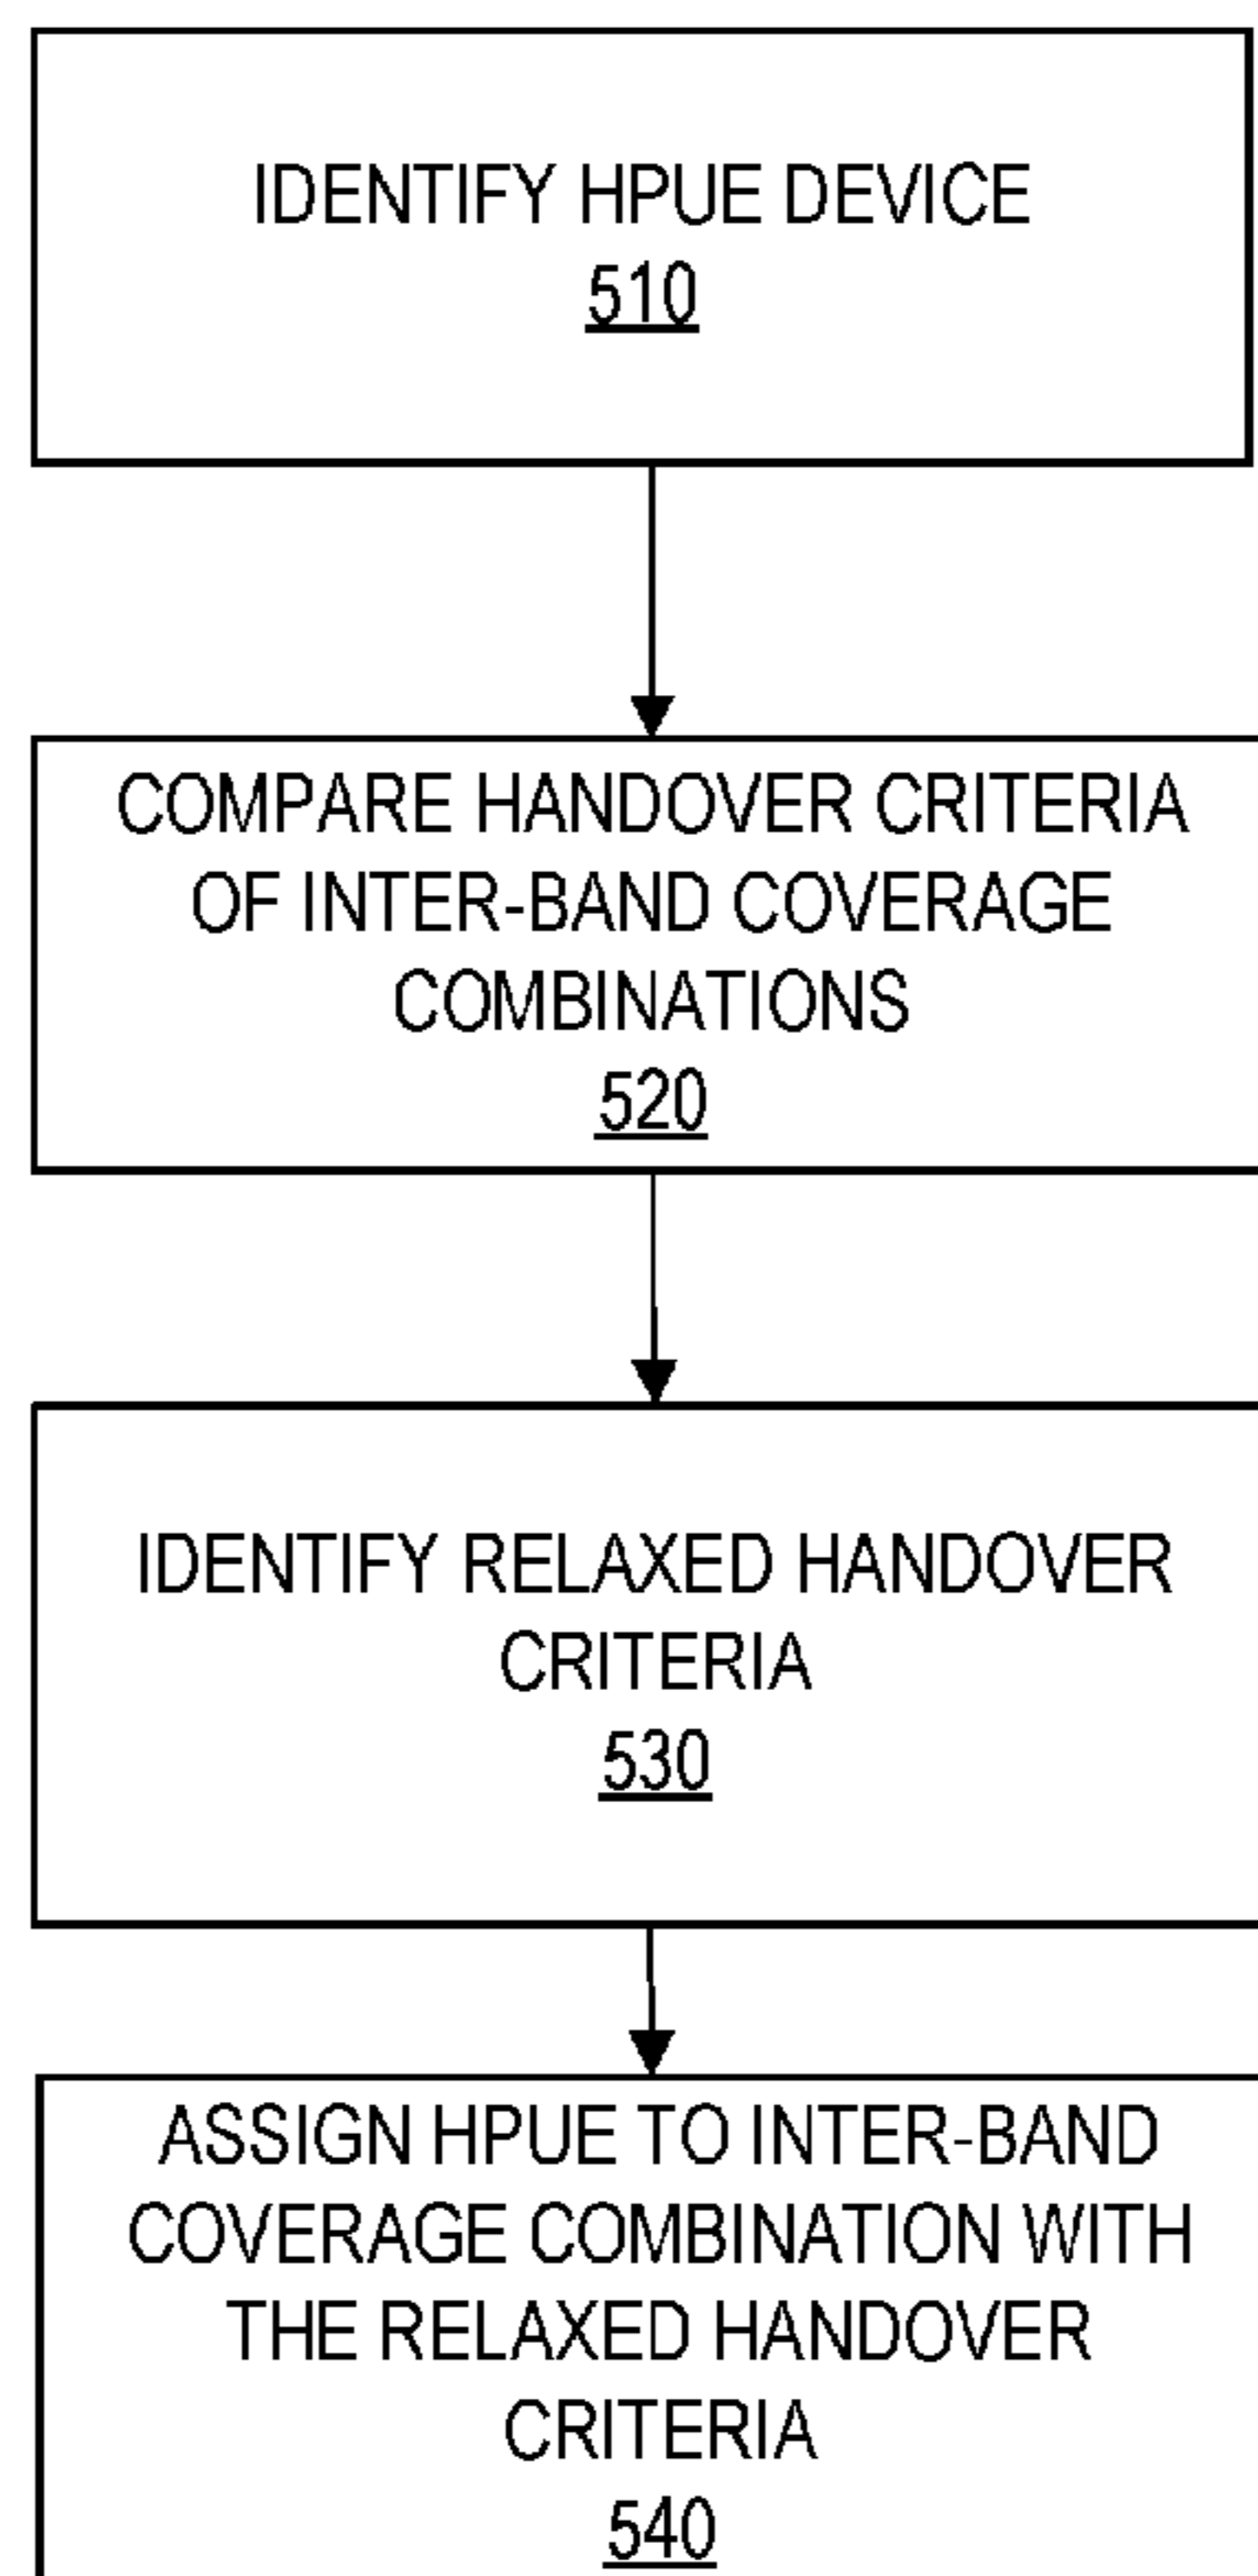 IDENTIFY HPUE DEVICE
510
COMPARE HANDOVER CRITERIA
OF INTER-BAND COVERAGE
COMBINATIONS
520
IDENTIFY RELAXED HANDOVER
CRITERIA
530
ASSIGN HPUE TO INTER-BAND
COVERAGE COMBINATION WITH
THE RELAXED HANDOVER
CRITERIA
540